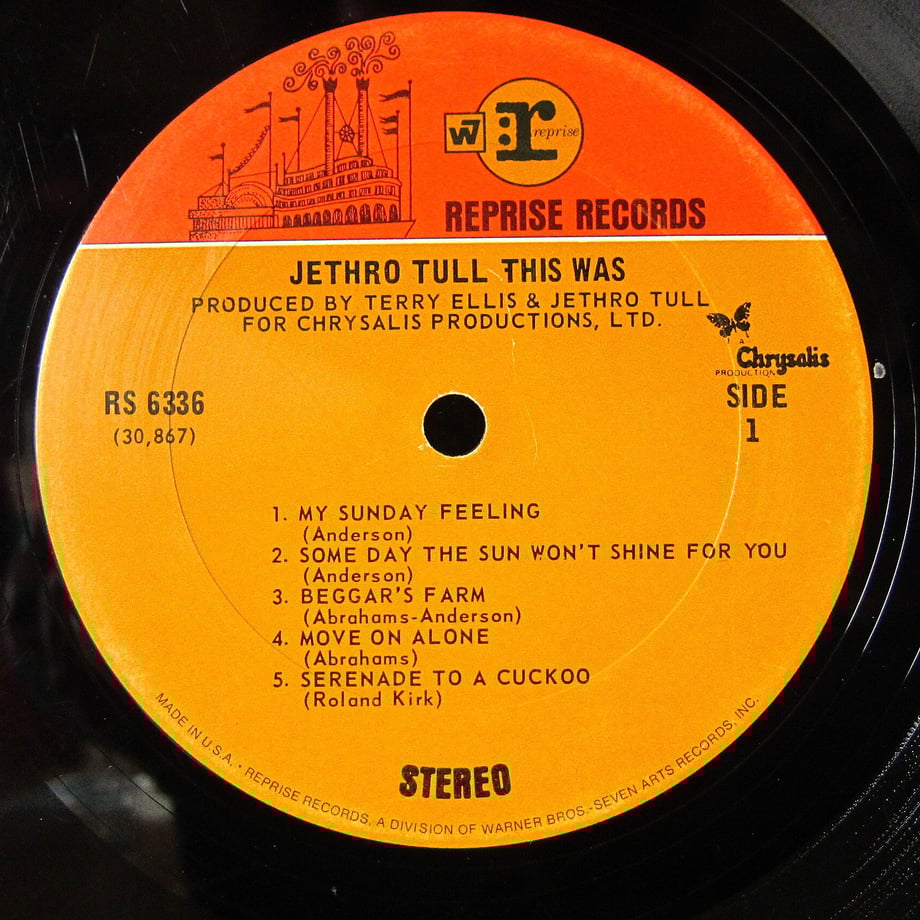 W7
r: reprise
REPRISE RECORDS
JETHRO TULL THIS WAS
PRODUCED BY TERRY ELLIS & JETHRO TULL
FOR CHRYSALIS PRODUCTIONS, LTD.
A
Chrysalis
PRODUCTION
RS 6336
(30,867)
SIDE
1
1. MY SUNDAY FEELING
(Anderson)
2. SOME DAY THE SUN WON'T SHINE FOR YOU
(Anderson)
3. BEGGAR'S FARM
(Abrahams-Anderson)
4. MOVE ON ALONE
(Abrahams)
5. SERENADE TO A CUCKOO
(Roland Kirk)
STEREO
MADE IN U.S.A. • REPRISE RECORDS, A DIVISION OF WARNER BROS.-SEVEN ARTS RECORDS, INC.